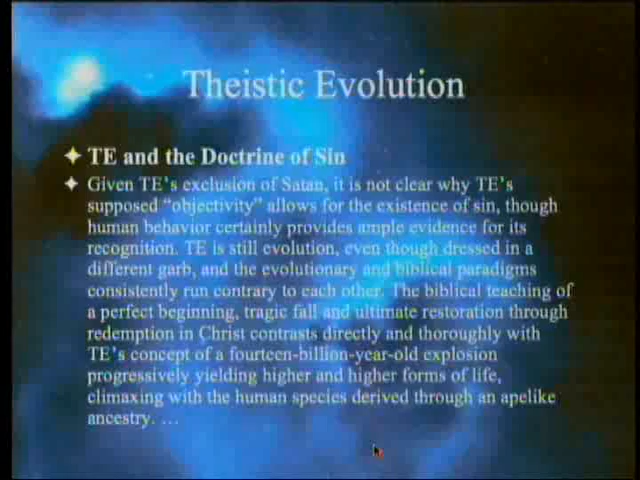 Theistic Evolution
TE and the Doctrine of Sin
Given TE's exclusion of Satan, it is not clear why TE's
supposed "objectivity" allows for the existence of sin, though
human behavior certainly provides ample evidence for its
recognition. TE is still evolution, even though dressed in a
different garb, and the evolutionary and biblical paradigms
consistently run contrary to each other. The biblical teaching of
a perfect beginning, tragic fall and ultimate restoration through
redemption in Christ contrasts directly and thoroughly with
TE's concept of a fourteen-billion-year-old explosion
progressively yielding higher and higher forms of life,
climaxing with the human species derived through an apelike
ancestry. …